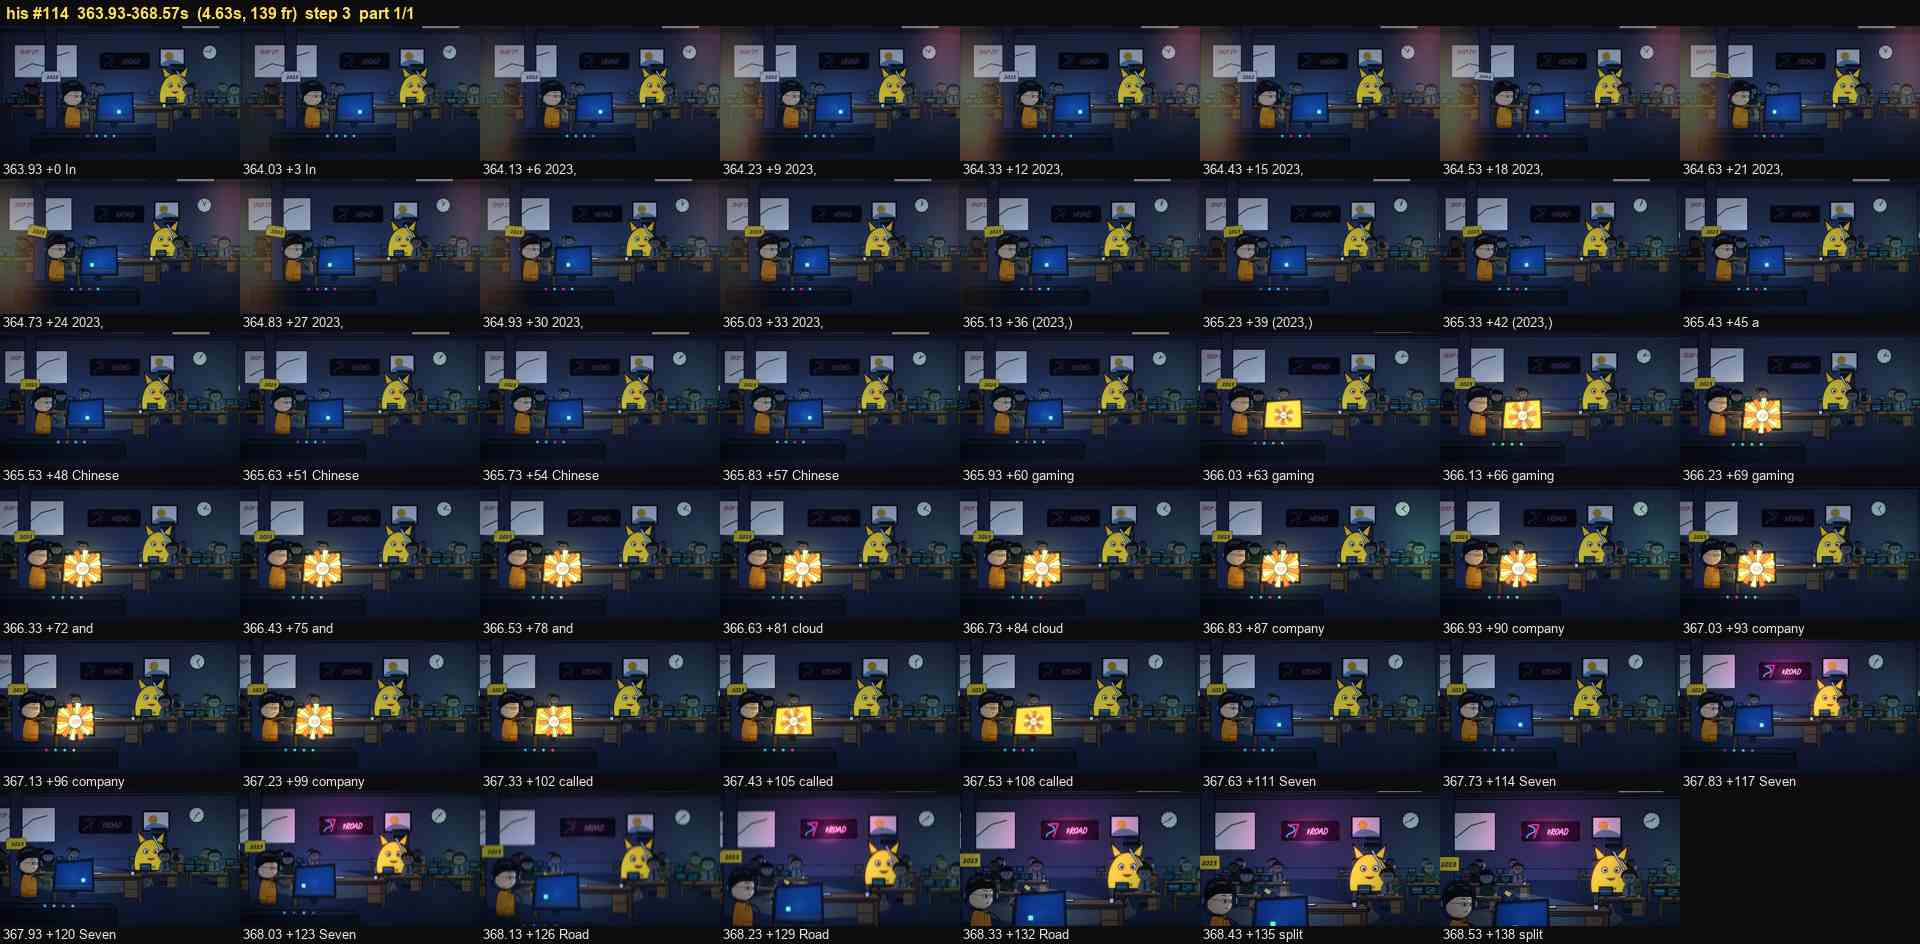 his #114  363.93-368.57s  (4.63s, 139 fr)  step 3  part 1/1
363.93 +0 In
364.03 +3 In
364.13 +6 2023,
364.23 +9 2023,
364.33 +12 2023,
364.43 +15 2023,
364.53 +18 2023,
364.63 +21 2023,
364.73 +24 2023,
364.83 +27 2023,
364.93 +30 2023,
365.03 +33 2023,
365.13 +36 (2023,)
365.23 +39 (2023,)
365.33 +42 (2023,)
365.43 +45 a
365.53 +48 Chinese
365.63 +51 Chinese
365.73 +54 Chinese
365.83 +57 Chinese
365.93 +60 gaming
366.03 +63 gaming
366.13 +66 gaming
366.23 +69 gaming
366.33 +72 and
366.43 +75 and
366.53 +78 and
366.63 +81 cloud
366.73 +84 cloud
366.83 +87 company
366.93 +90 company
367.03 +93 company
367.13 +96 company
367.23 +99 company
367.33 +102 called
367.43 +105 called
367.53 +108 called
367.63 +111 Seven
367.73 +114 Seven
367.83 +117 Seven
367.93 +120 Seven
368.03 +123 Seven
368.13 +126 Road
368.23 +129 Road
368.33 +132 Road
368.43 +135 split
368.53 +138 split